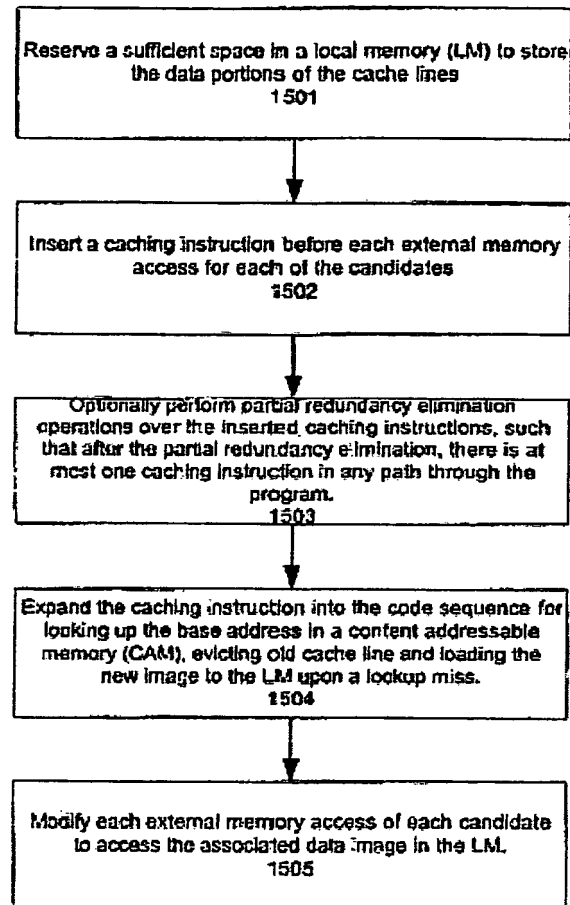 Reserve a sufficient space in a local memory (LM) to store
the data portions of the cache lines
1501
Insert a caching instruction before each external memory
access for each of the candidates
1502
Optionally perform partial redundancy elimination
operations over the inserted caching instructions, such
that after the partial redundancy elimination, there is at
most one caching instruction in any path through the
program.
1503
Expand the caching instruction into the code sequence for
looking up the base address in a content addressable
memory (CAM), evicting old cache line and loading the
new image to the LM upon a lookup miss.
1504
Modify each external memory access of each candidate
to access the associated data image in the LM.
1505